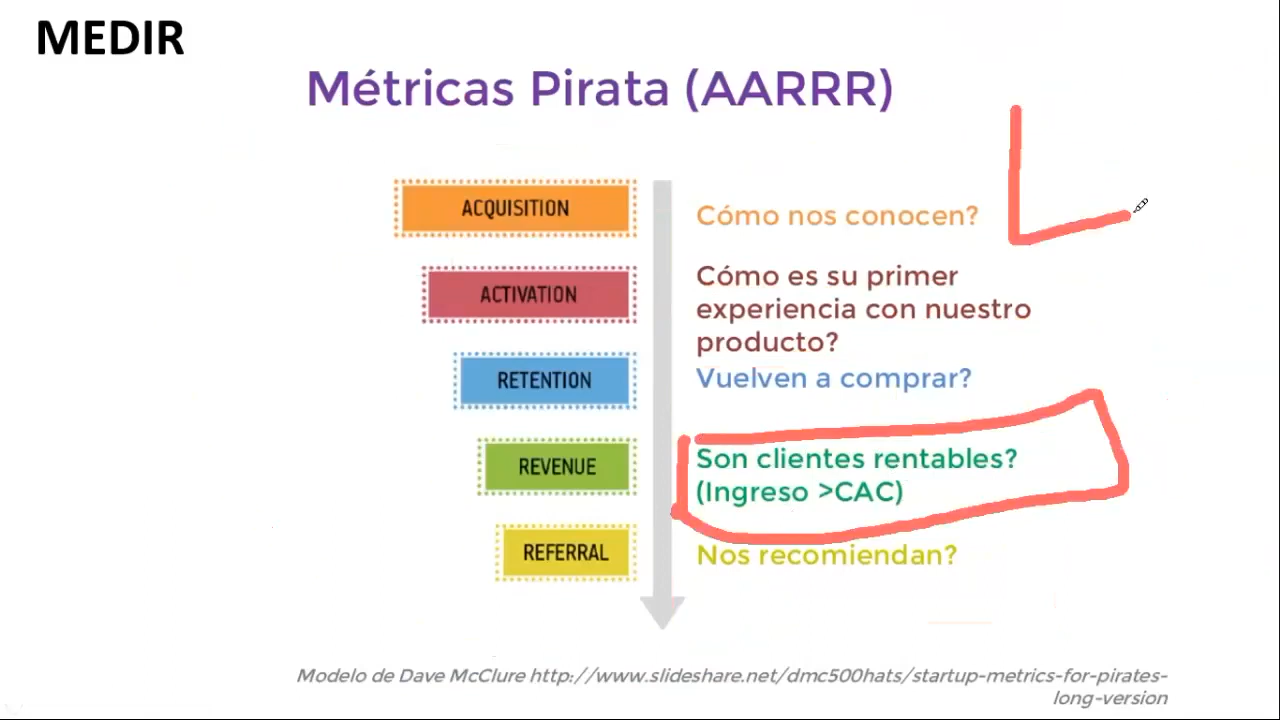 MEDIR
Métricas Pirata (AARRR)
ACQUISITION
Cómo nos conocen?
ACTIVATION
Cómo es su primer
experiencia con nuestro
producto?
RETENTION
Vuelven a comprar?
REVENUE
Son clientes rentables?
(Ingreso >CAC)
REFERRAL
Nos recomiendan?
Modelo de Dave McClure http://www.slideshare.net/dmc500hats/startup-metrics-for-pirates-
long-version